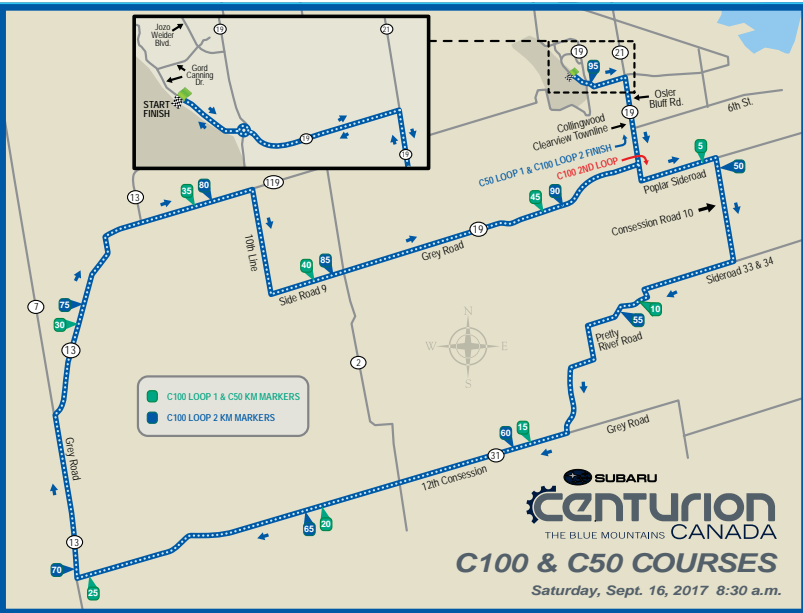 Jozo
Weider
Blvd.
19
21
Gord
Canning
Dr.
START
FINISH
19
19
19
21
95
Osler
Bluff Rd.
19
6th St.
Collingwood
Clearview Townline
C50 LOOP 1 & C100 LOOP 2 FINISH
C100 2ND LOOP
5
50
Poplar Sideroad
Consession Road 10
Sideroad 33 & 34
10
55
Pretty
River Road
119
13
35
80
10th Line
40
85
Side Road 9
Grey Road
19
45
90
7
75
30
13
2
N
W
E
S
C100 LOOP 1 & C50 KM MARKERS
C100 LOOP 2 KM MARKERS
Grey Road
60
15
31
12th Consession
Grey Road
65
20
13
70
25
SUBARU
CENTURION
THE BLUE MOUNTAINS CANADA
C100 & C50 COURSES
Saturday, Sept. 16, 2017 8:30 a.m.